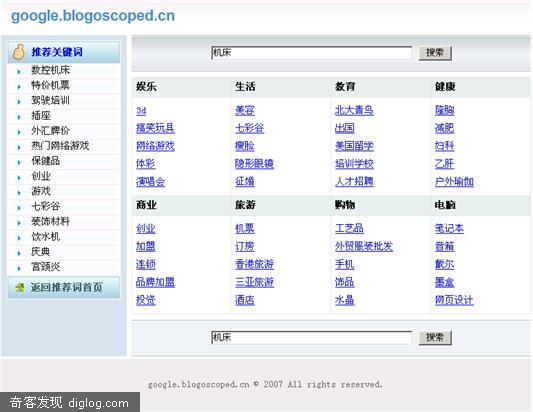 google.blogoscoped.cn
推荐关键词
数控机床
特价机票
驾驶培训
插座
外汇牌价
热门网络游戏
保健品
创业
游戏
七彩谷
装饰材料
饮水机
庆典
宫颈炎
返回推荐词首页
机床 搜索
娱乐 生活 教育 健康
3d 美容 北大青鸟 隆胸
搞笑玩具 七彩谷 出国 减肥
网络游戏 瘦脸 美国留学 妇科
体彩 隐形眼镜 培训学校 乙肝
演唱会 征婚 人才招聘 户外瑜伽
商业 旅游 购物 电脑
创业 机票 工艺品 笔记本
加盟 订房 外贸服装批发 音箱
连锁 香港旅游 手机 戴尔
品牌加盟 三亚旅游 饰品 墨盒
投资 酒店 水晶 网页设计
机床 搜索
google.blogoscoped.cn © 2007 All rights reserved.
奇客发现 diglog.com